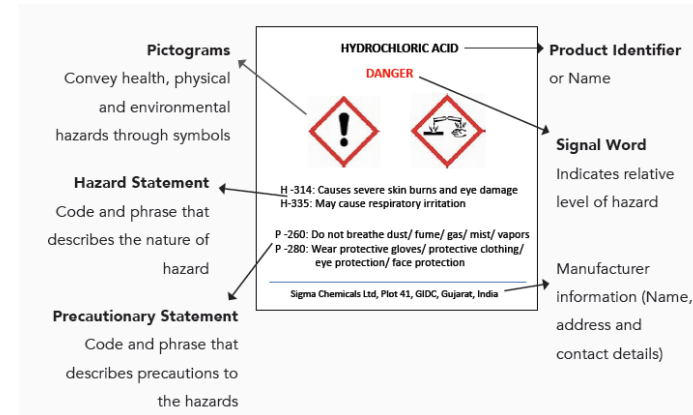 Pictograms
Convey health, physical
and environmental
hazards through symbols
Hazard Statement
Code and phrase that
describes the nature of
hazard
Precautionary Statement
Code and phrase that
describes precautions to
the hazards
HYDROCHLORIC ACID
DANGER
H -314: Causes severe skin burns and eye damage
H-335: May cause respiratory irritation
P -260: Do not breathe dust/ fume/ gas/ mist/ vapors
P -280: Wear protective gloves/ protective clothing/
eye protection/ face protection
Sigma Chemicals Ltd, Plot 41, GIDC, Gujarat, India
Product Identifier
or Name
Signal Word
Indicates relative
level of hazard
Manufacturer
information (Name,
address and
contact details)